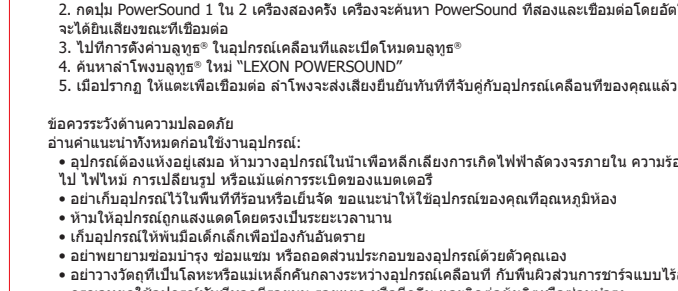 2. กดปุ่ม PowerSound 1 ใน 2 เครื่องสองครั้ง เครื่องจะค้นหา PowerSound ที่สองและเชื่อมต่อโดยอัตโ
จะได้ยินเสียงขณะที่เชื่อมต่อ
3. ไปที่การตั้งค่าบลูทูธ® ในอุปกรณ์เคลื่อนที่และเปิดโหมดบลูทูธ®
4. ค้นหาลำโพงบลูทูธ® ใหม่ “LEXON POWERSOUND”
5. เมื่อปรากฏ ให้แตะเพื่อเชื่อมต่อ ลำโพงจะส่งเสียงยืนยันทันทีที่จับคู่กับอุปกรณ์เคลื่อนที่ของคุณแล้ว
ข้อควรระวังด้านความปลอดภัย
อ่านคำแนะนำทั้งหมดก่อนใช้งานอุปกรณ์:
• อุปกรณ์ต้องแห้งอยู่เสมอ ห้ามวางอุปกรณ์ในน้ำเพื่อหลีกเลี่ยงการเกิดไฟฟ้าลัดวงจรภายใน ความร้อ
ไป ไฟไหม้ การเปลี่ยนรูป หรือแม้แต่การระเบิดของแบตเตอรี่
• อย่าเก็บอุปกรณ์ไว้ในพื้นที่ที่ร้อนหรือเย็นจัด ขอแนะนำให้ใช้อุปกรณ์ของคุณที่อุณหภูมิห้อง
• ห้ามให้อุปกรณ์ถูกแสงแดดโดยตรงเป็นระยะเวลานาน
• เก็บอุปกรณ์ให้พ้นมือเด็กเล็กเพื่อป้องกันอันตราย
• อย่าพยายามซ่อมบำรุง ซ่อมแซม หรือถอดส่วนประกอบของอุปกรณ์ด้วยตัวคุณเอง
• อย่าวางวัตถุที่เป็นโลหะหรือแม่เหล็กคั่นกลางระหว่างอุปกรณ์เคลื่อนที่ กับพื้นผิวส่วนการชาร์จแบบไร้ส